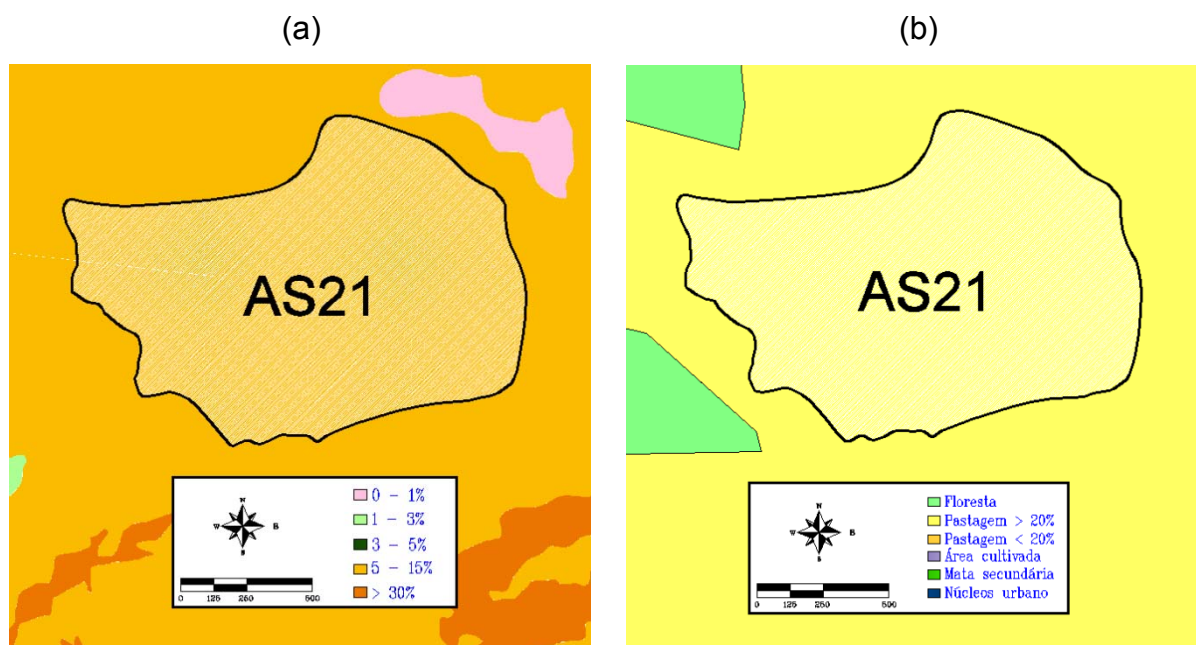 (a)
(b)
AS21
AS21
N
W
E
S
0 - 1%
1 - 3%
3 - 5%
5 - 15%
> 30%
0 125 250 500
N
W
E
S
Floresta
Pastagem > 20%
Pastagem < 20%
Área cultivada
Mata secundária
Núcleos urbano
0 125 250 500